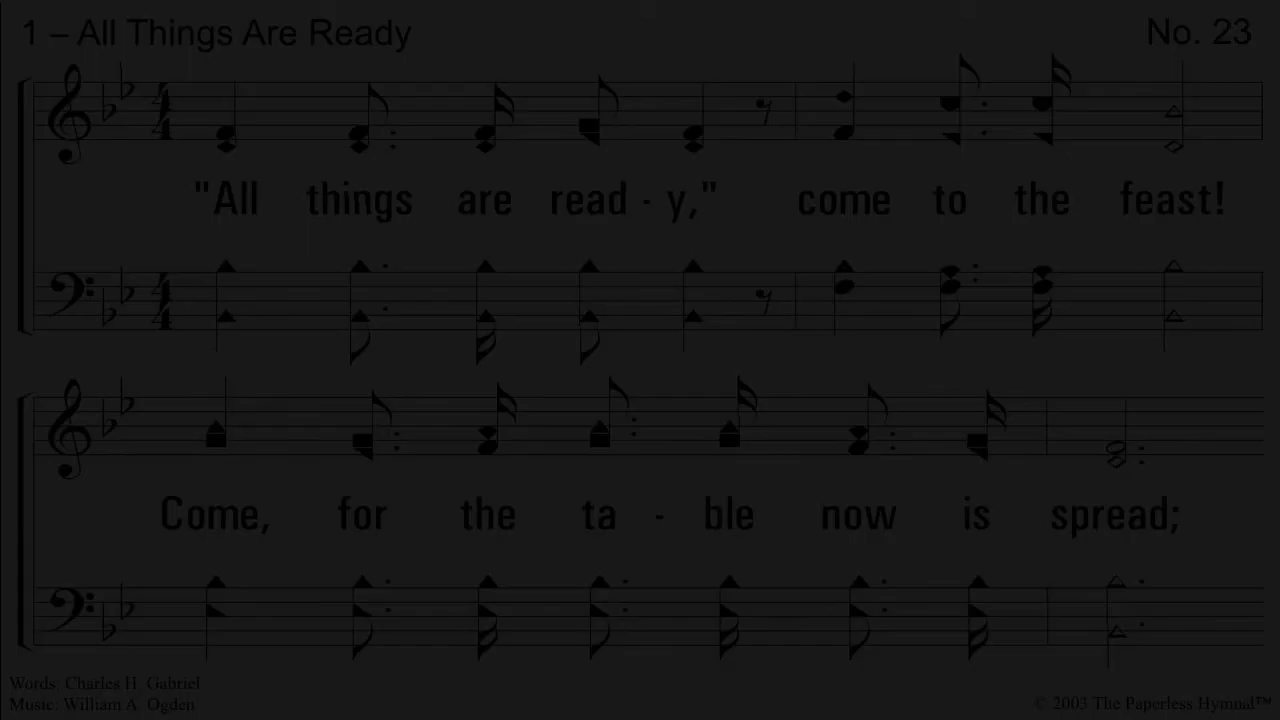 1 – All Things Are Ready No. 23
"All things are read - y," come to the feast!
Come, for the ta - ble now is spread;
Words: Charles H. Gabriel
Music: William A. Ogden
© 2003 The Paperless Hymnal™